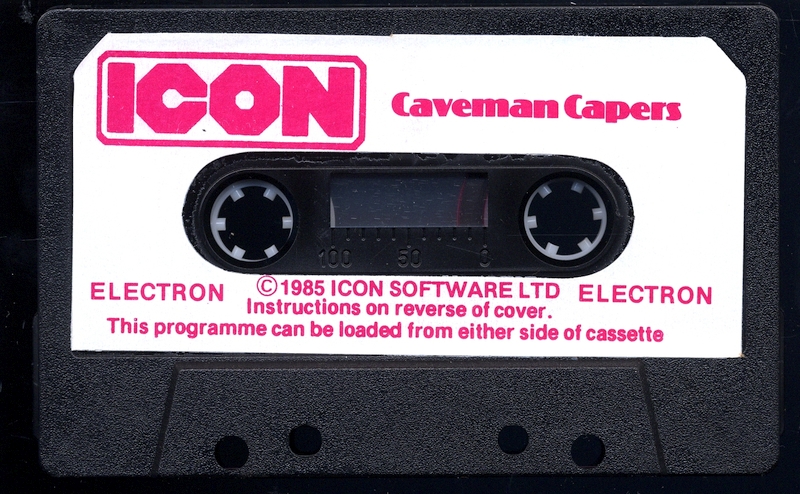 ICON
Caveman Capers
100 50 0
ELECTRON ©1985 ICON SOFTWARE LTD ELECTRON
Instructions on reverse of cover.
This programme can be loaded from either side of cassette